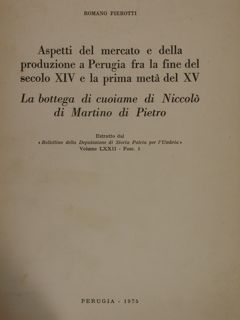 ROMANO PIEROTTI
Aspetti del mercato e della
produzione a Perugia fra la fine del
secolo XIV e la prima metà del XV
La bottega di cuoiame di Niccolò
di Martino di Pietro
Estratto dal
« Bollettino della Deputazione di Storia Patria per l'Umbria »
Volume LXXII - Fasc. 1
PERUGIA - 1975